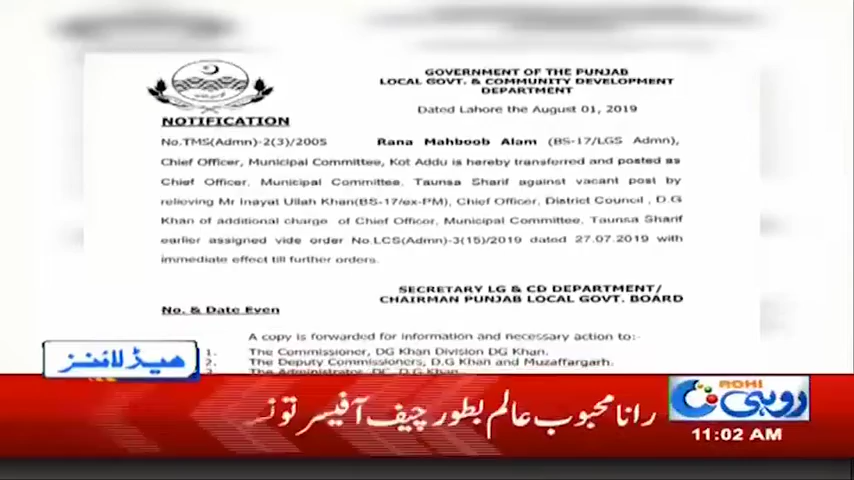 GOVERNMENT OF THE PUNJAB
LOCAL GOVT. & COMMUNITY DEVELOPMENT
DEPARTMENT
Dated Lahore the August 01, 2019
NOTIFICATION
No.TMS(Admn)-2(3)/2005 Rana Mahboob Alam (BS-17/LGS Admn),
Chief Officer, Municipal Committee, Kot Addu is hereby transferred and posted as
Chief Officer, Municipal Committee, Taunsa Sharif against vacant post by
relieving Mr Inayat Ullah Khan(BS-17/ex-PM), Chief Officer, District Council, D.G
Khan of additional charge of Chief Officer, Municipal Committee, Taunsa Sharif
earlier assigned vide order No.LCS(Admn)-3(15)/2019 dated 27.07.2019 with
immediate effect till further orders.
SECRETARY LG & CD DEPARTMENT/
CHAIRMAN PUNJAB LOCAL GOVT. BOARD
No. & Date Even
A copy is forwarded for information and necessary action to:-
1. The Commissioner, DG Khan Division DG Khan.
2. The Deputy Commissioners, D.G Khan and Muzaffargarh.
3. The Administrator, DC, D.G Khan
ہیڈلائنز
رانا محبوب عالم بطور چیف آفیسر تونس
ROHI
روہی
11:02 AM